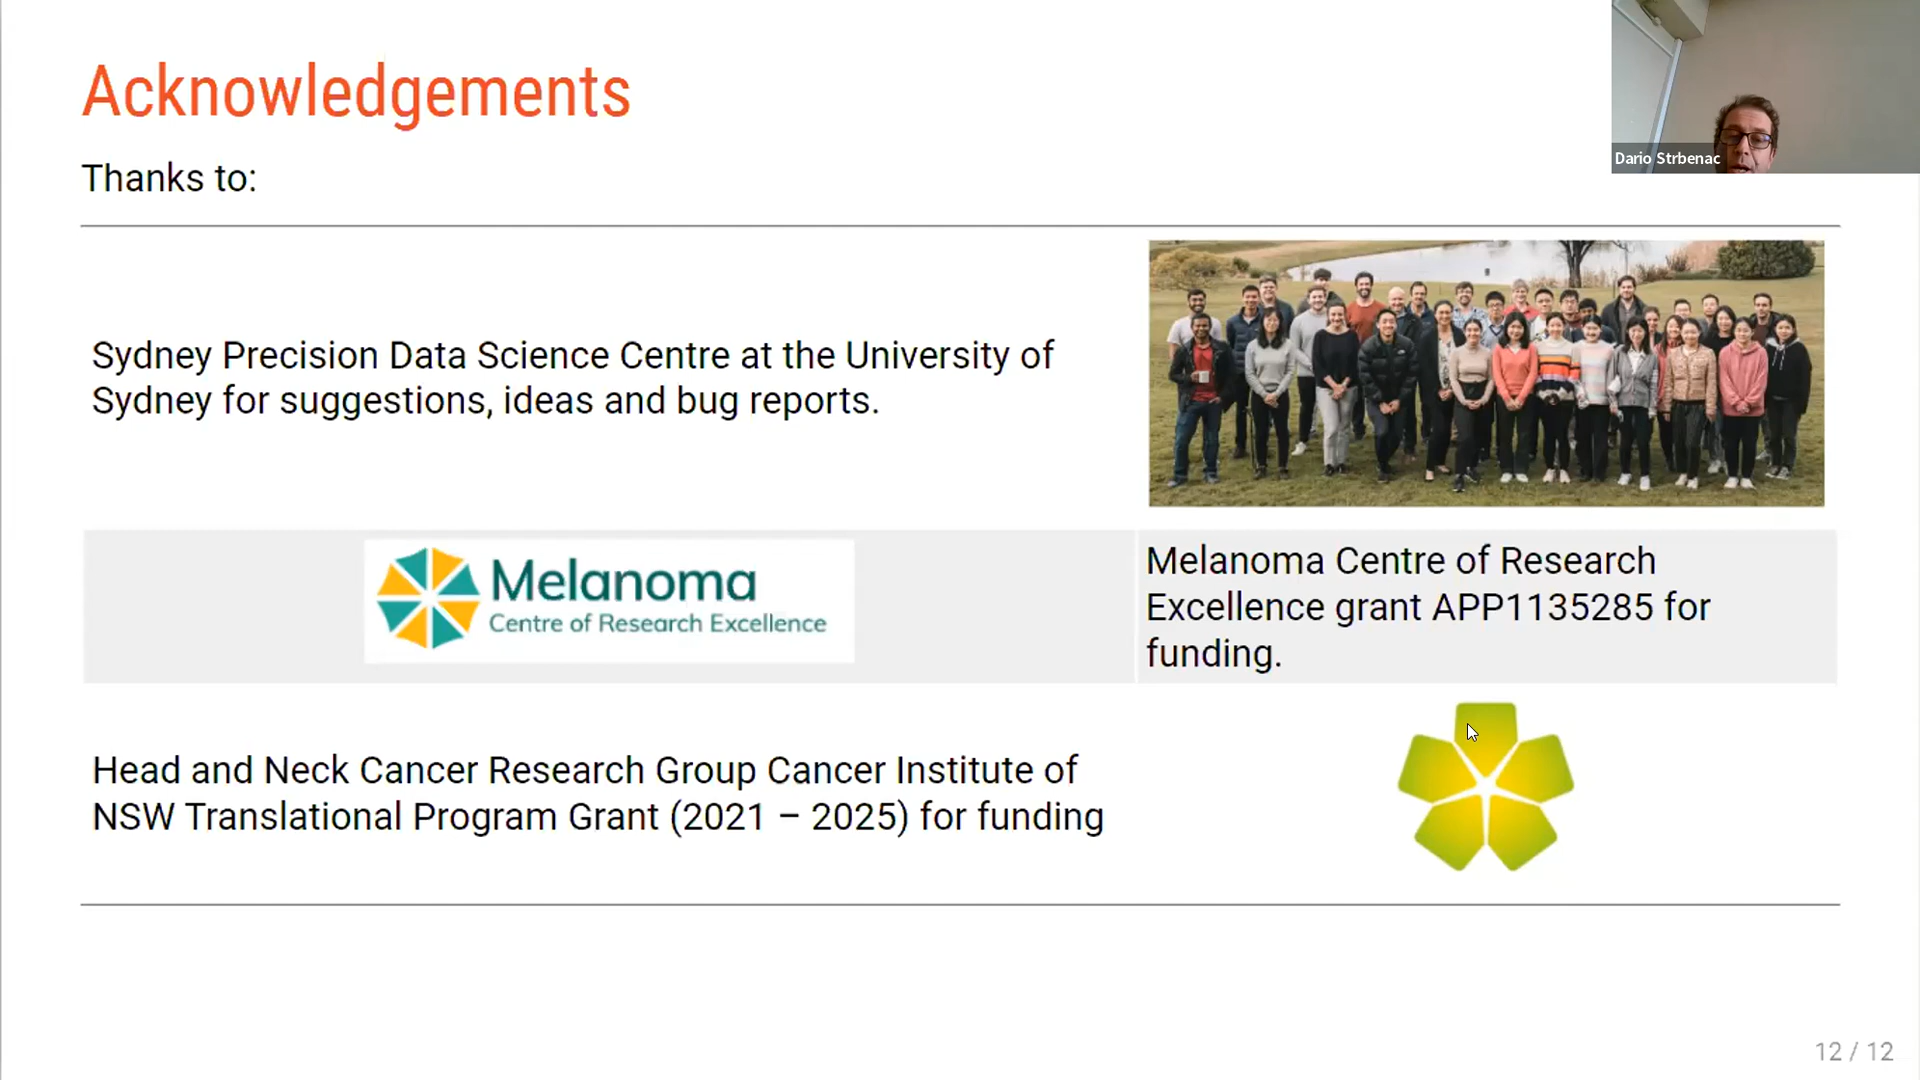 Acknowledgements
Dario Strbenac
Thanks to:
Sydney Precision Data Science Centre at the University of
Sydney for suggestions, ideas and bug reports.
Melanoma
Centre of Research Excellence
Melanoma Centre of Research
Excellence grant APP1135285 for
funding.
Head and Neck Cancer Research Group Cancer Institute of
NSW Translational Program Grant (2021 – 2025) for funding
12 / 12